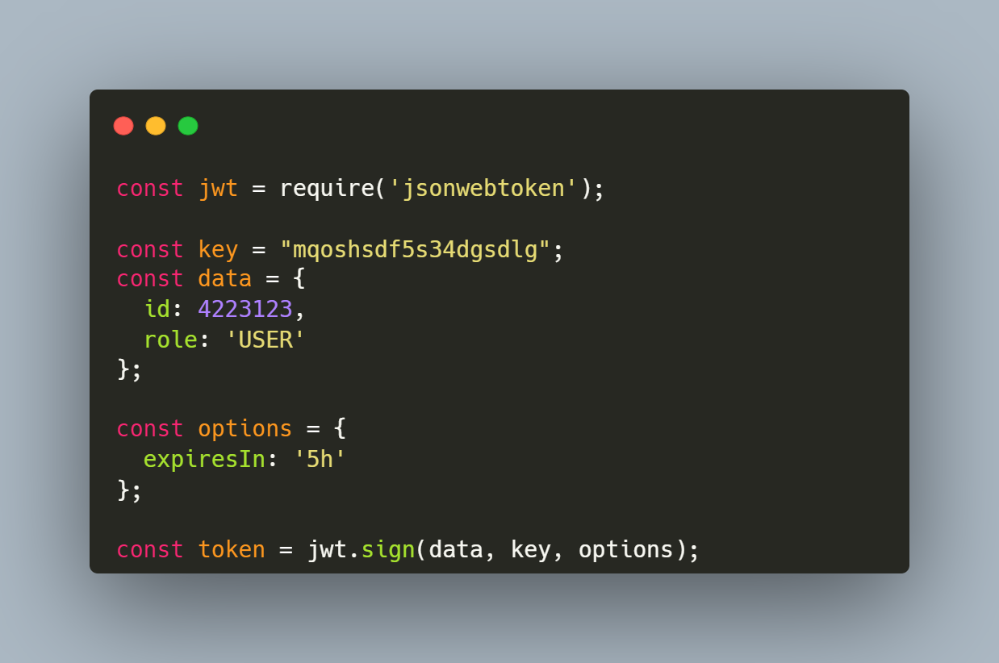 const jwt = require('jsonwebtoken');
const key = "mqoshsdf5s34dgsdlg";
const data = {
  id: 4223123,
  role: 'USER'
};
const options = {
  expiresIn: '5h'
};
const token = jwt.sign(data, key, options);